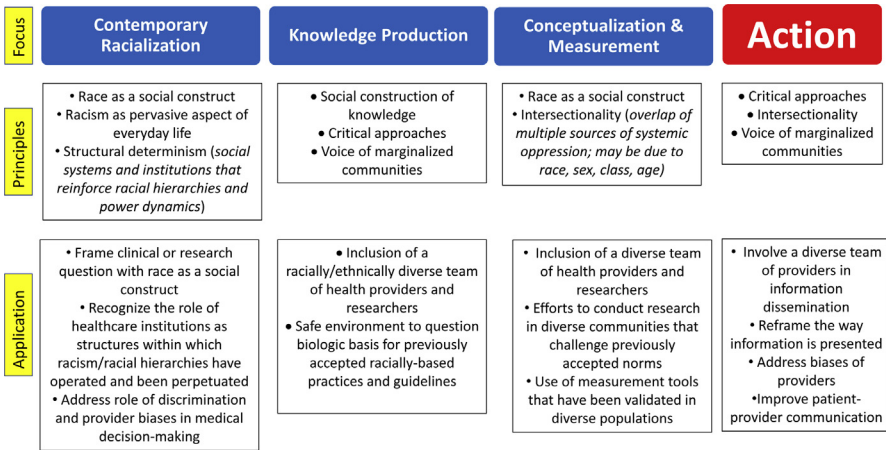 Focus
Contemporary
Racialization
Knowledge Production
Conceptualization &
Measurement
Action
Principles
• Race as a social construct
• Racism as pervasive aspect of
everyday life
• Structural determinism (social
systems and institutions that
reinforce racial hierarchies and
power dynamics)
• Social construction of
knowledge
• Critical approaches
• Voice of marginalized
communities
• Race as a social construct
• Intersectionality (overlap of
multiple sources of systemic
oppression; may be due to
race, sex, class, age)
• Critical approaches
• Intersectionality
• Voice of marginalized
communities
Application
• Frame clinical or research
question with race as a social
construct
• Recognize the role of
healthcare institutions as
structures within which
racism/racial hierarchies have
operated and been perpetuated
• Address role of discrimination
and provider biases in medical
decision-making
• Inclusion of a
racially/ethnically diverse team
of health providers and
researchers
• Safe environment to question
biologic basis for previously
accepted racially-based
practices and guidelines
• Inclusion of a diverse team
of health providers and
researchers
• Efforts to conduct research
in diverse communities that
challenge previously
accepted norms
• Use of measurement tools
that have been validated in
diverse populations
• Involve a diverse team
of providers in
information
dissemination
• Reframe the way
information is presented
• Address biases of
providers
•Improve patient-
provider communication